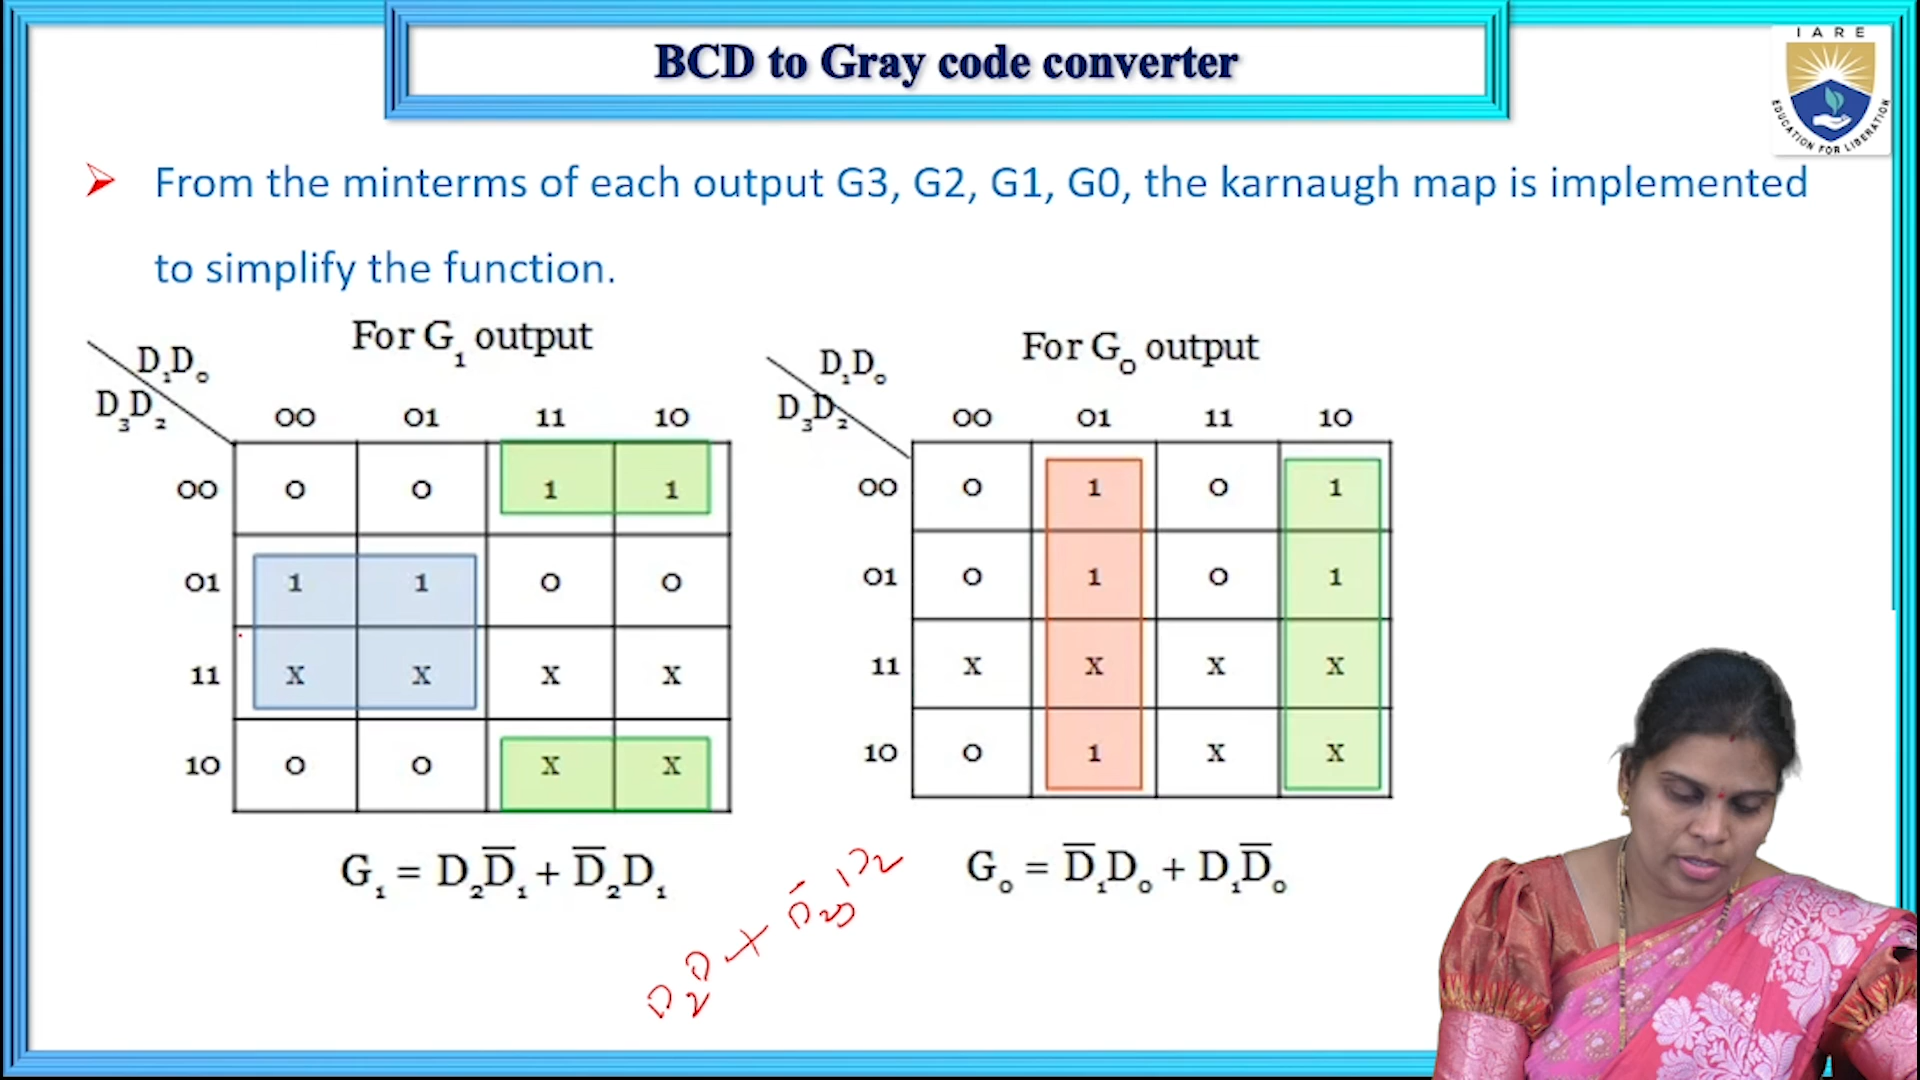 BCD to Gray code converter
IARE
EDUCATION FOR LIBERATION
From the minterms of each output G3, G2, G1, G0, the karnaugh map is implemented
to simplify the function.
For G₁ output
D₁D₀
D₃D₂
00 01 11 10
00 0 0 1 1
01 1 1 0 0
11 X X X X
10 0 0 X X
G₁ = D₂D̅₁ + D̅₂D₁
For G₀ output
D₁D₀
D₃D₂
00 01 11 10
00 0 1 0 1
01 0 1 0 1
11 X X X X
10 0 1 X X
G₀ = D̅₁D₀ + D₁D̅₀